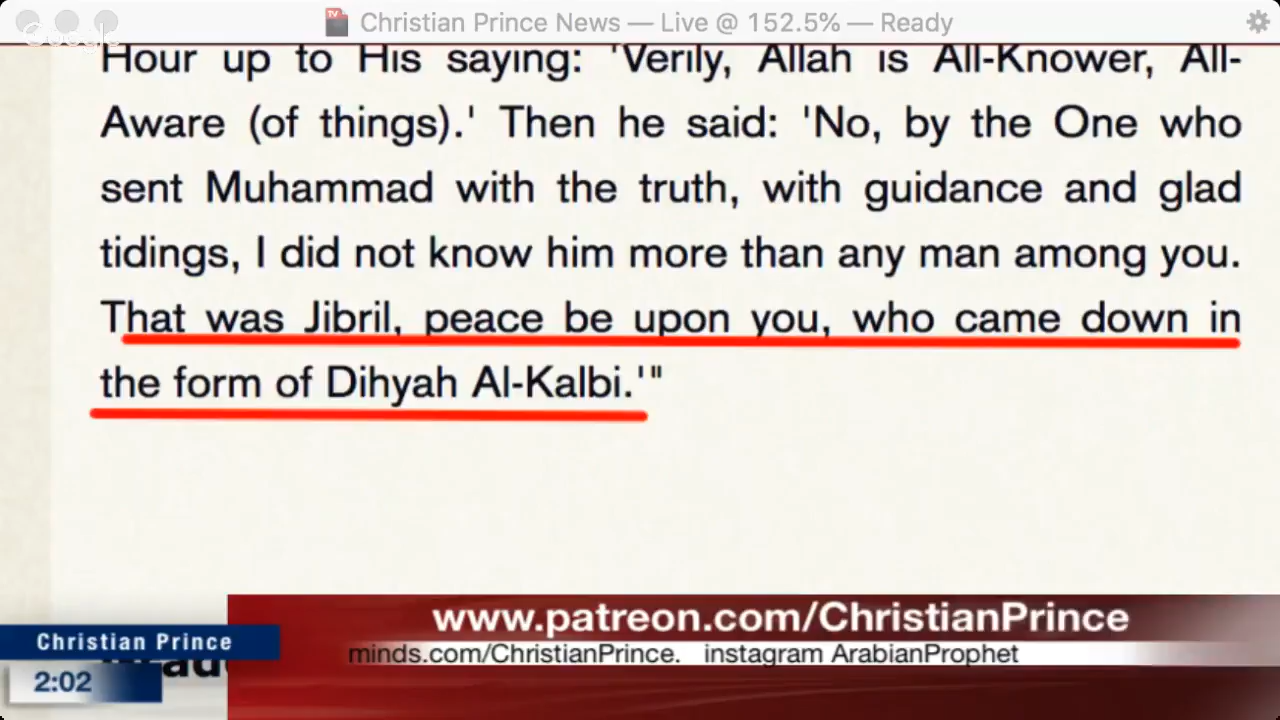 Christian Prince News — Live @ 152.5% — Ready
Google
Hour up to His saying: 'Verily, Allah is All-Knower, All-
Aware (of things).' Then he said: 'No, by the One who
sent Muhammad with the truth, with guidance and glad
tidings, I did not know him more than any man among you.
That was Jibril, peace be upon you, who came down in
the form of Dihyah Al-Kalbi.'"
www.patreon.com/ChristianPrince
Christian Prince
minds.com/ChristianPrince. instagram ArabianProphet
2:02